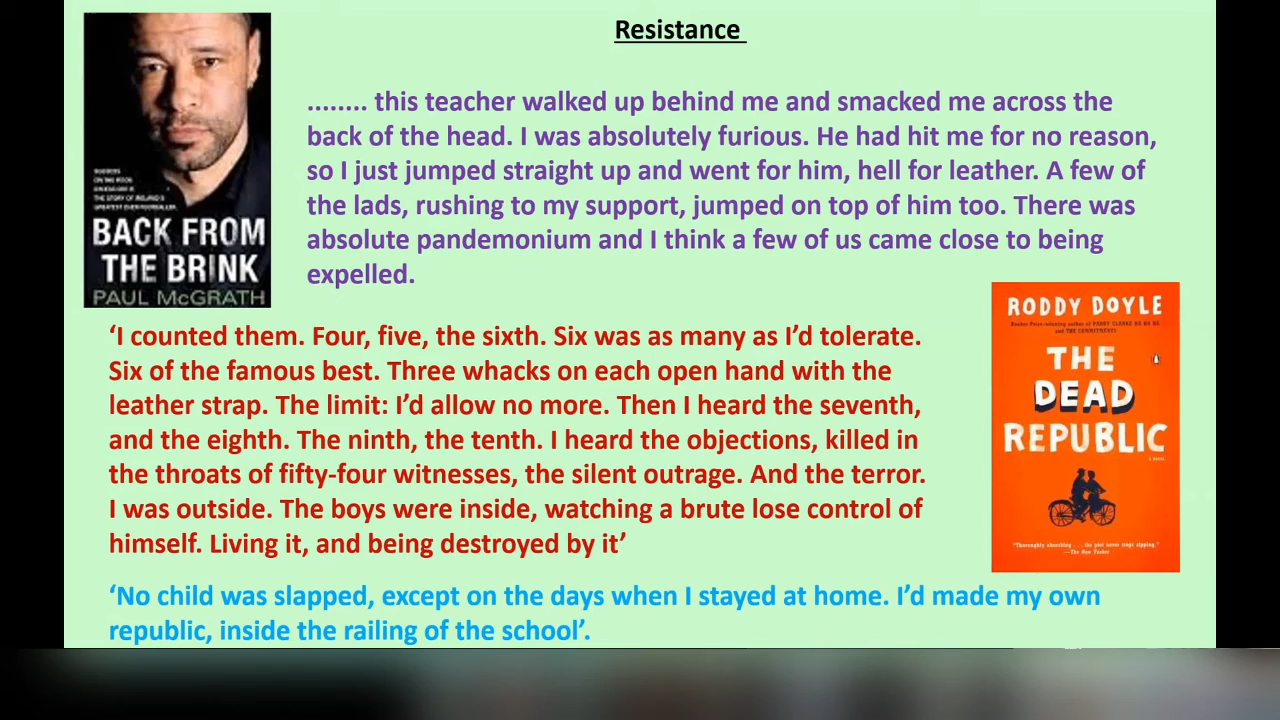 Resistance
........ this teacher walked up behind me and smacked me across the
back of the head. I was absolutely furious. He had hit me for no reason,
so I just jumped straight up and went for him, hell for leather. A few of
the lads, rushing to my support, jumped on top of him too. There was
absolute pandemonium and I think a few of us came close to being
expelled.
BACK FROM
THE BRINK
PAUL McGRATH
RODDY DOYLE
THE
DEAD
REPUBLIC
‘I counted them. Four, five, the sixth. Six was as many as I’d tolerate.
Six of the famous best. Three whacks on each open hand with the
leather strap. The limit: I’d allow no more. Then I heard the seventh,
and the eighth. The ninth, the tenth. I heard the objections, killed in
the throats of fifty-four witnesses, the silent outrage. And the terror.
I was outside. The boys were inside, watching a brute lose control of
himself. Living it, and being destroyed by it’
‘No child was slapped, except on the days when I stayed at home. I’d made my own
republic, inside the railing of the school’.